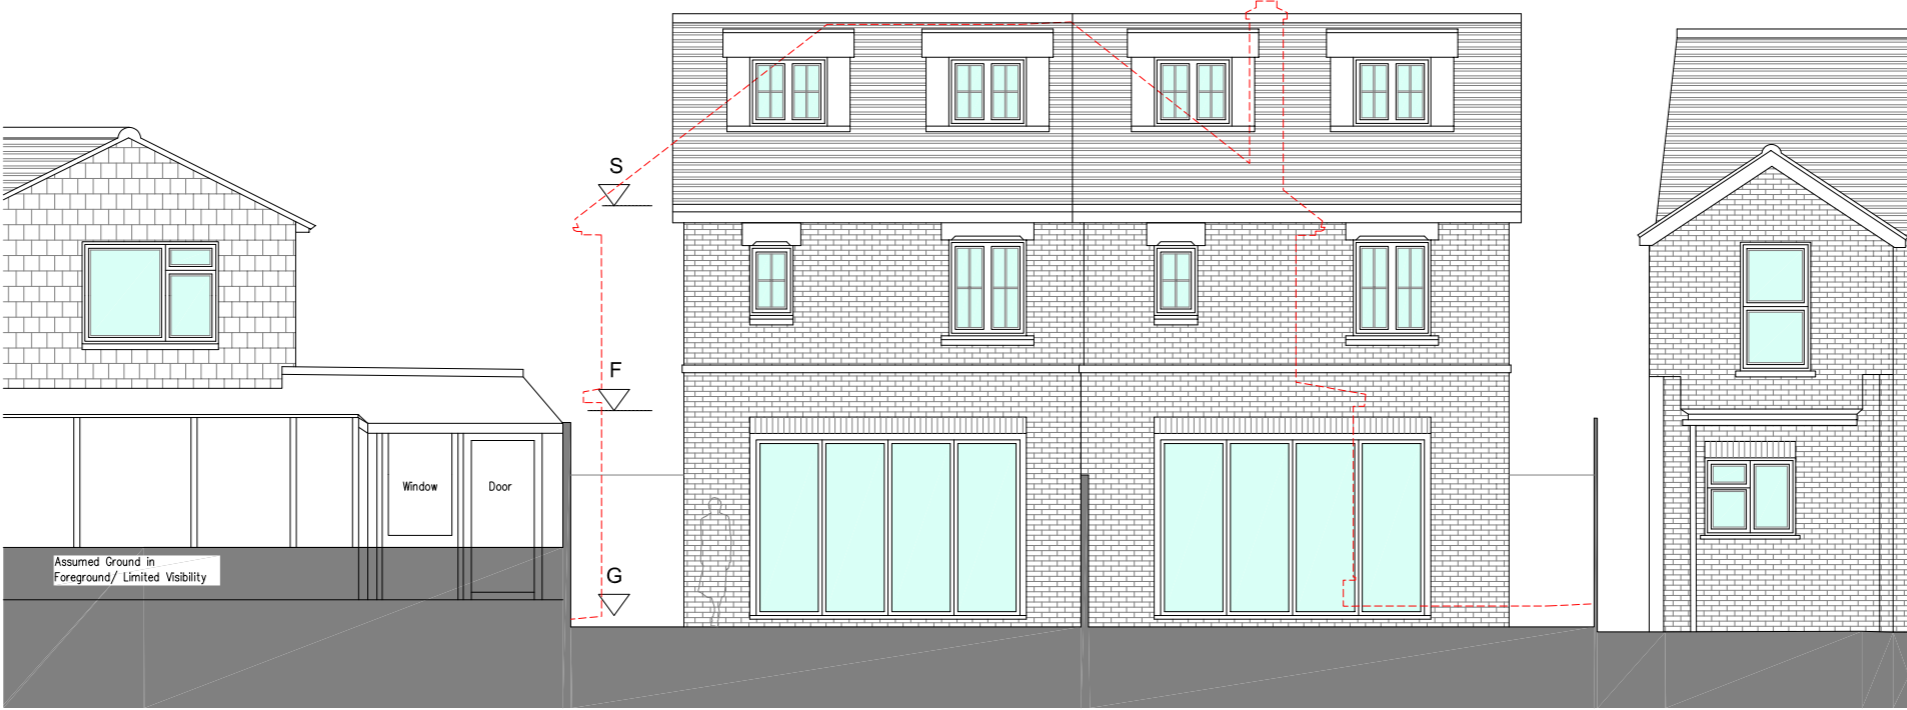 S
F
Window
Door
Assumed Ground in
Foreground/ Limited Visibility
G